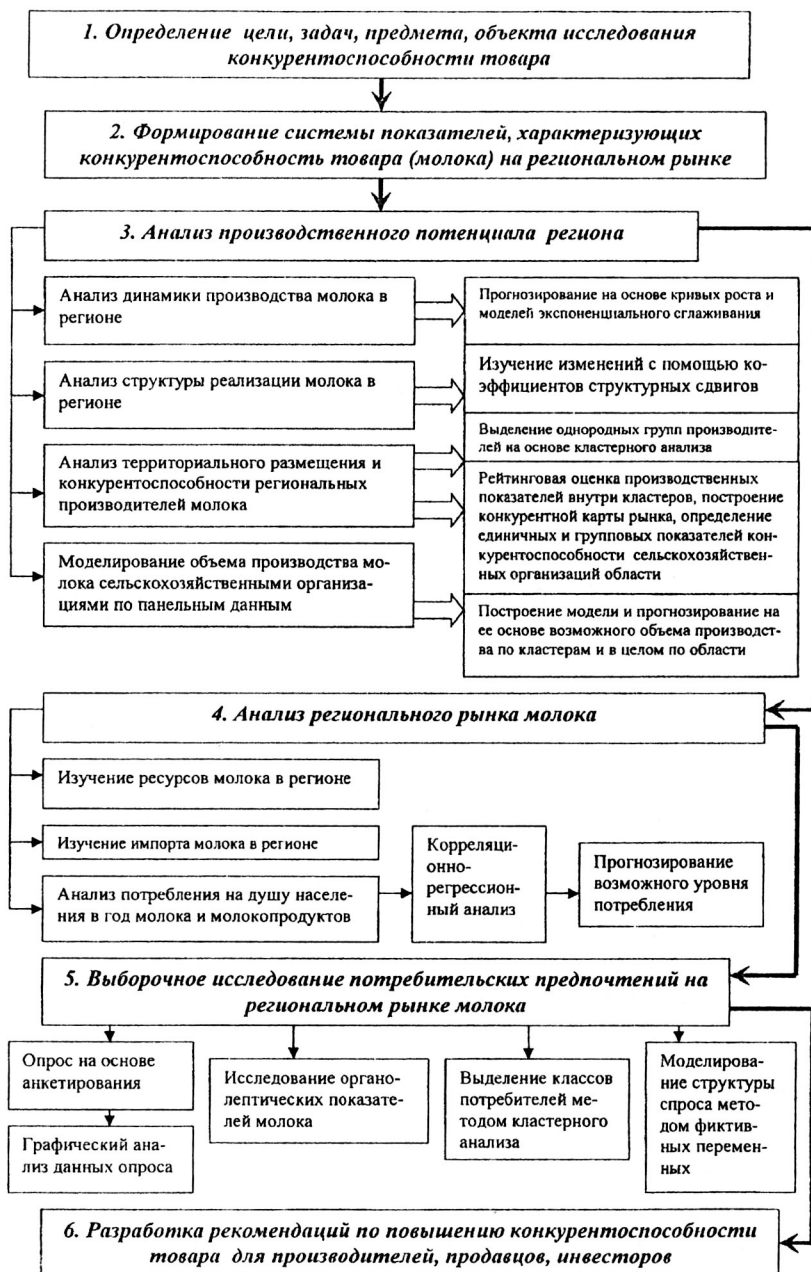 1. Определение цели, задач, предмета, объекта исследования
конкурентоспособности товара
2. Формирование системы показателей, характеризующих
конкурентоспособность товара (молока) на региональном рынке
3. Анализ производственного потенциала региона
Анализ динамики производства молока в
регионе
Прогнозирование на основе кривых роста и
моделей экспоненциального сглаживания
Анализ структуры реализации молока в
регионе
Изучение изменений с помощью ко-
эффициентов структурных сдвигов
Выделение однородных групп производите-
лей на основе кластерного анализа
Анализ территориального размещения и
конкурентоспособности региональных
производителей молока
Рейтинговая оценка производственных
показателей внутри кластеров, построение
конкурентной карты рынка, определение
единичных и групповых показателей кон-
курентоспособности сельскохозяйствен-
ных организаций области
Моделирование объема производства мо-
лока сельскохозяйственными организа-
циями по панельным данным
Построение модели и прогнозирование на
ее основе возможного объема производст-
ва по кластерам и в целом по области
4. Анализ регионального рынка молока
Изучение ресурсов молока в регионе
Изучение импорта молока в регионе
Анализ потребления на душу насе-
ления в год молока и молокопродуктов
Корреляци-
онно-
регрессион-
ный анализ
Прогнозирование
возможного уровня
потребления
5. Выборочное исследование потребительских предпочтений на
региональном рынке молока
Опрос на основе
анкетирования
Графический ана-
лиз данных опроса
Исследование органо-
лептических показате-
лей молока
Выделение классов
потребителей ме-
тодом кластерного
анализа
Моделирова-
ние структуры
спроса мето-
дом фиктив-
ных перемен-
ных
6. Разработка рекомендаций по повышению конкурентоспособности
товара для производителей, продавцов, инвесторов